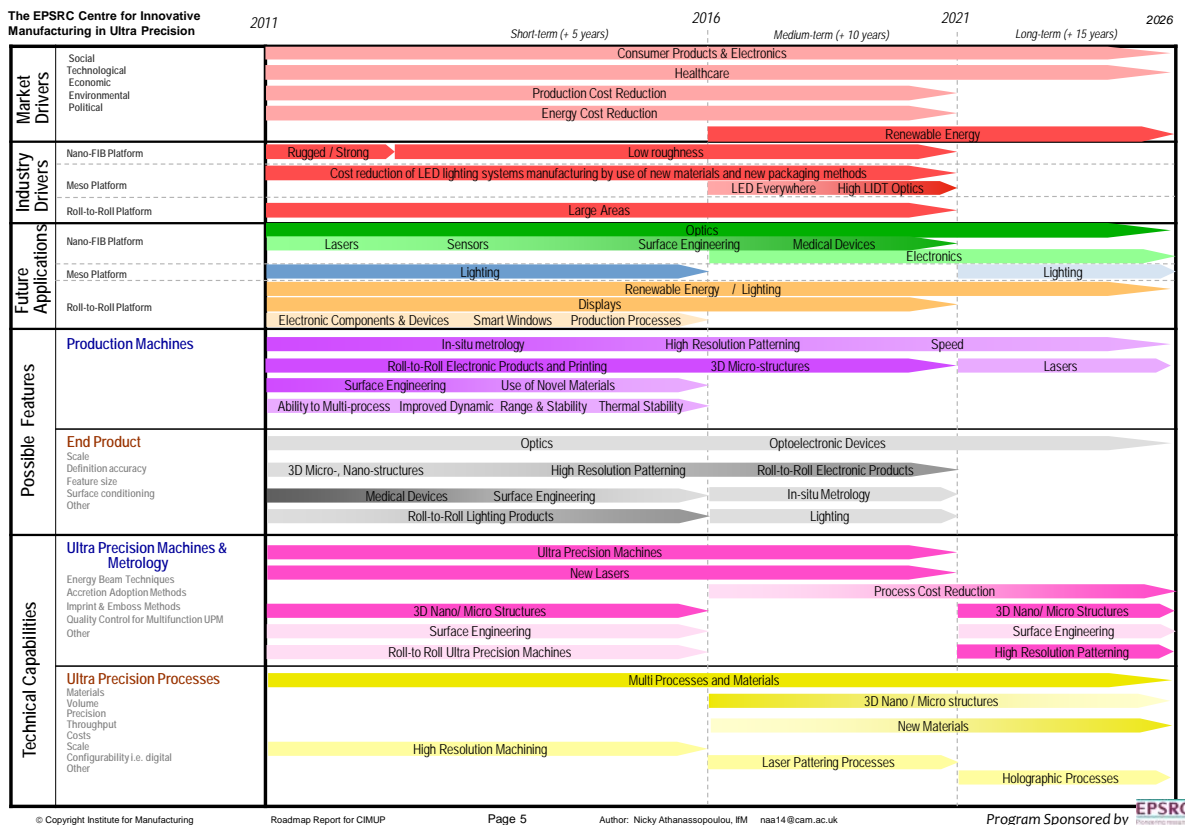 The EPSRC Centre for Innovative
Manufacturing in Ultra Precision
2011
2016
2021
2026
Short-term (+ 5 years)
Medium-term (+ 10 years)
Long-term (+ 15 years)
Market
Drivers
Social
Technological
Economic
Environmental
Political
Consumer Products & Electronics
Healthcare
Production Cost Reduction
Energy Cost Reduction
Renewable Energy
Industry
Drivers
Nano-FIB Platform
Rugged / Strong
Low roughness
Meso Platform
Cost reduction of LED lighting systems manufacturing by use of new materials and new packaging methods
LED Everywhere
High LIDT Optics
Roll-to-Roll Platform
Large Areas
Future
Applications
Nano-FIB Platform
Optics
Lasers
Sensors
Surface Engineering
Medical Devices
Electronics
Meso Platform
Lighting
Lighting
Roll-to-Roll Platform
Renewable Energy / Lighting
Displays
Electronic Components & Devices
Smart Windows
Production Processes
Possible Features
Production Machines
In-situ metrology
High Resolution Patterning
Speed
Roll-to-Roll Electronic Products and Printing
3D Micro-structures
Lasers
Surface Engineering
Use of Novel Materials
Ability to Multi-process
Improved Dynamic Range & Stability
Thermal Stability
End Product
Scale
Definition accuracy
Feature size
Surface conditioning
Other
Optics
Optoelectronic Devices
3D Micro-, Nano-structures
High Resolution Patterning
Roll-to-Roll Electronic Products
Medical Devices
Surface Engineering
In-situ Metrology
Roll-to-Roll Lighting Products
Lighting
Technical Capabilities
Ultra Precision Machines &
Metrology
Energy Beam Techniques
Accretion Adoption Methods
Imprint & Emboss Methods
Quality Control for Multifunction UPM
Other
Ultra Precision Machines
New Lasers
Process Cost Reduction
3D Nano/ Micro Structures
3D Nano/ Micro Structures
Surface Engineering
Surface Engineering
Roll-to Roll Ultra Precision Machines
High Resolution Patterning
Ultra Precision Processes
Materials
Volume
Precision
Throughput
Costs
Scale
Configurability i.e. digital
Other
Multi Processes and Materials
3D Nano / Micro structures
New Materials
High Resolution Machining
Laser Pattering Processes
Holographic Processes
© Copyright Institute for Manufacturing
Roadmap Report for CIMUP
Page 5
Author: Nicky Athanassopoulou, IfM naa14@cam.ac.uk
Program Sponsored by
EPSRC